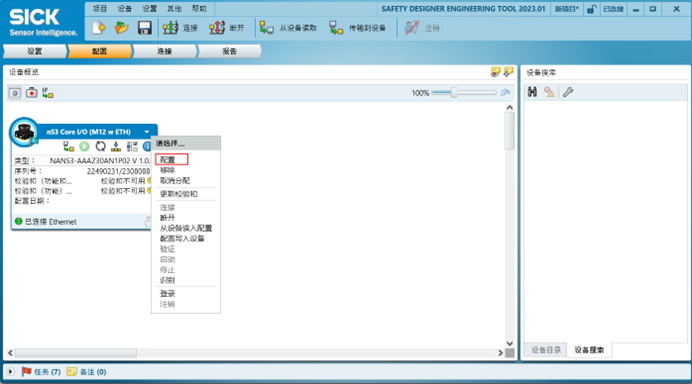 SICK
Sensor Intelligence.
项目 设备 设置 其他 帮助
SAFETY DESIGNER ENGINEERING TOOL 2023.01
新项目* 已连接
连接 断开 从设备读取 传输到设备 注销
设置 配置 连接 报告
设备概览
设备搜索
100%
nS3 Core I/O (M12 w ETH)
请选择...
配置
移除
取消分配
更新校验和
连接
断开
从设备读入配置
配置写入设备
验证
启动
停止
识别
登录
注销
类型： NANS3-AAAZ30AN1P02 V 1.0.
序列号： 22490231/2308088
校验和（功能和... 校验和不可用
校验和（功能）... 校验和不可用
配置日期：
已连接 Ethernet
设备目录 设备搜索
任务 (7) 备注 (0)